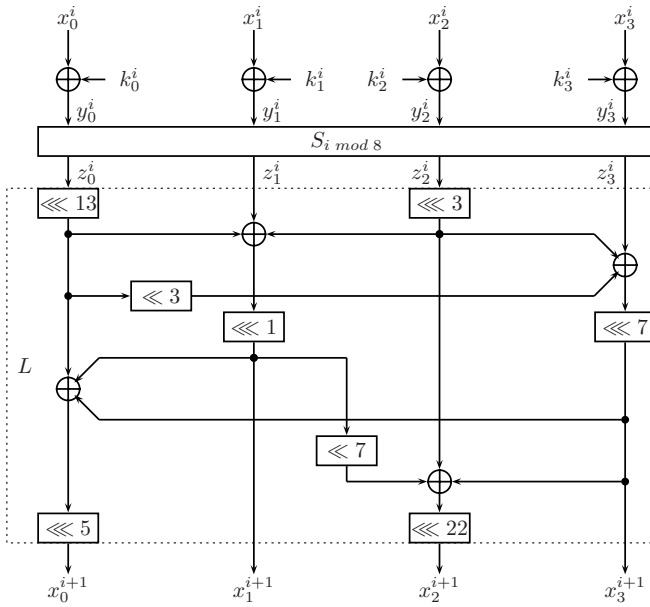 x_0^i x_1^i x_2^i x_3^i
k_0^i k_1^i k_2^i k_3^i
y_0^i y_1^i y_2^i y_3^i
S_{i mod 8}
z_0^i z_1^i z_2^i z_3^i
⋘ 13 ⋘ 3
≪ 3
⋘ 1 ⋘ 7
L
≪ 7
⋘ 5 ⋘ 22
x_0^{i+1} x_1^{i+1} x_2^{i+1} x_3^{i+1}